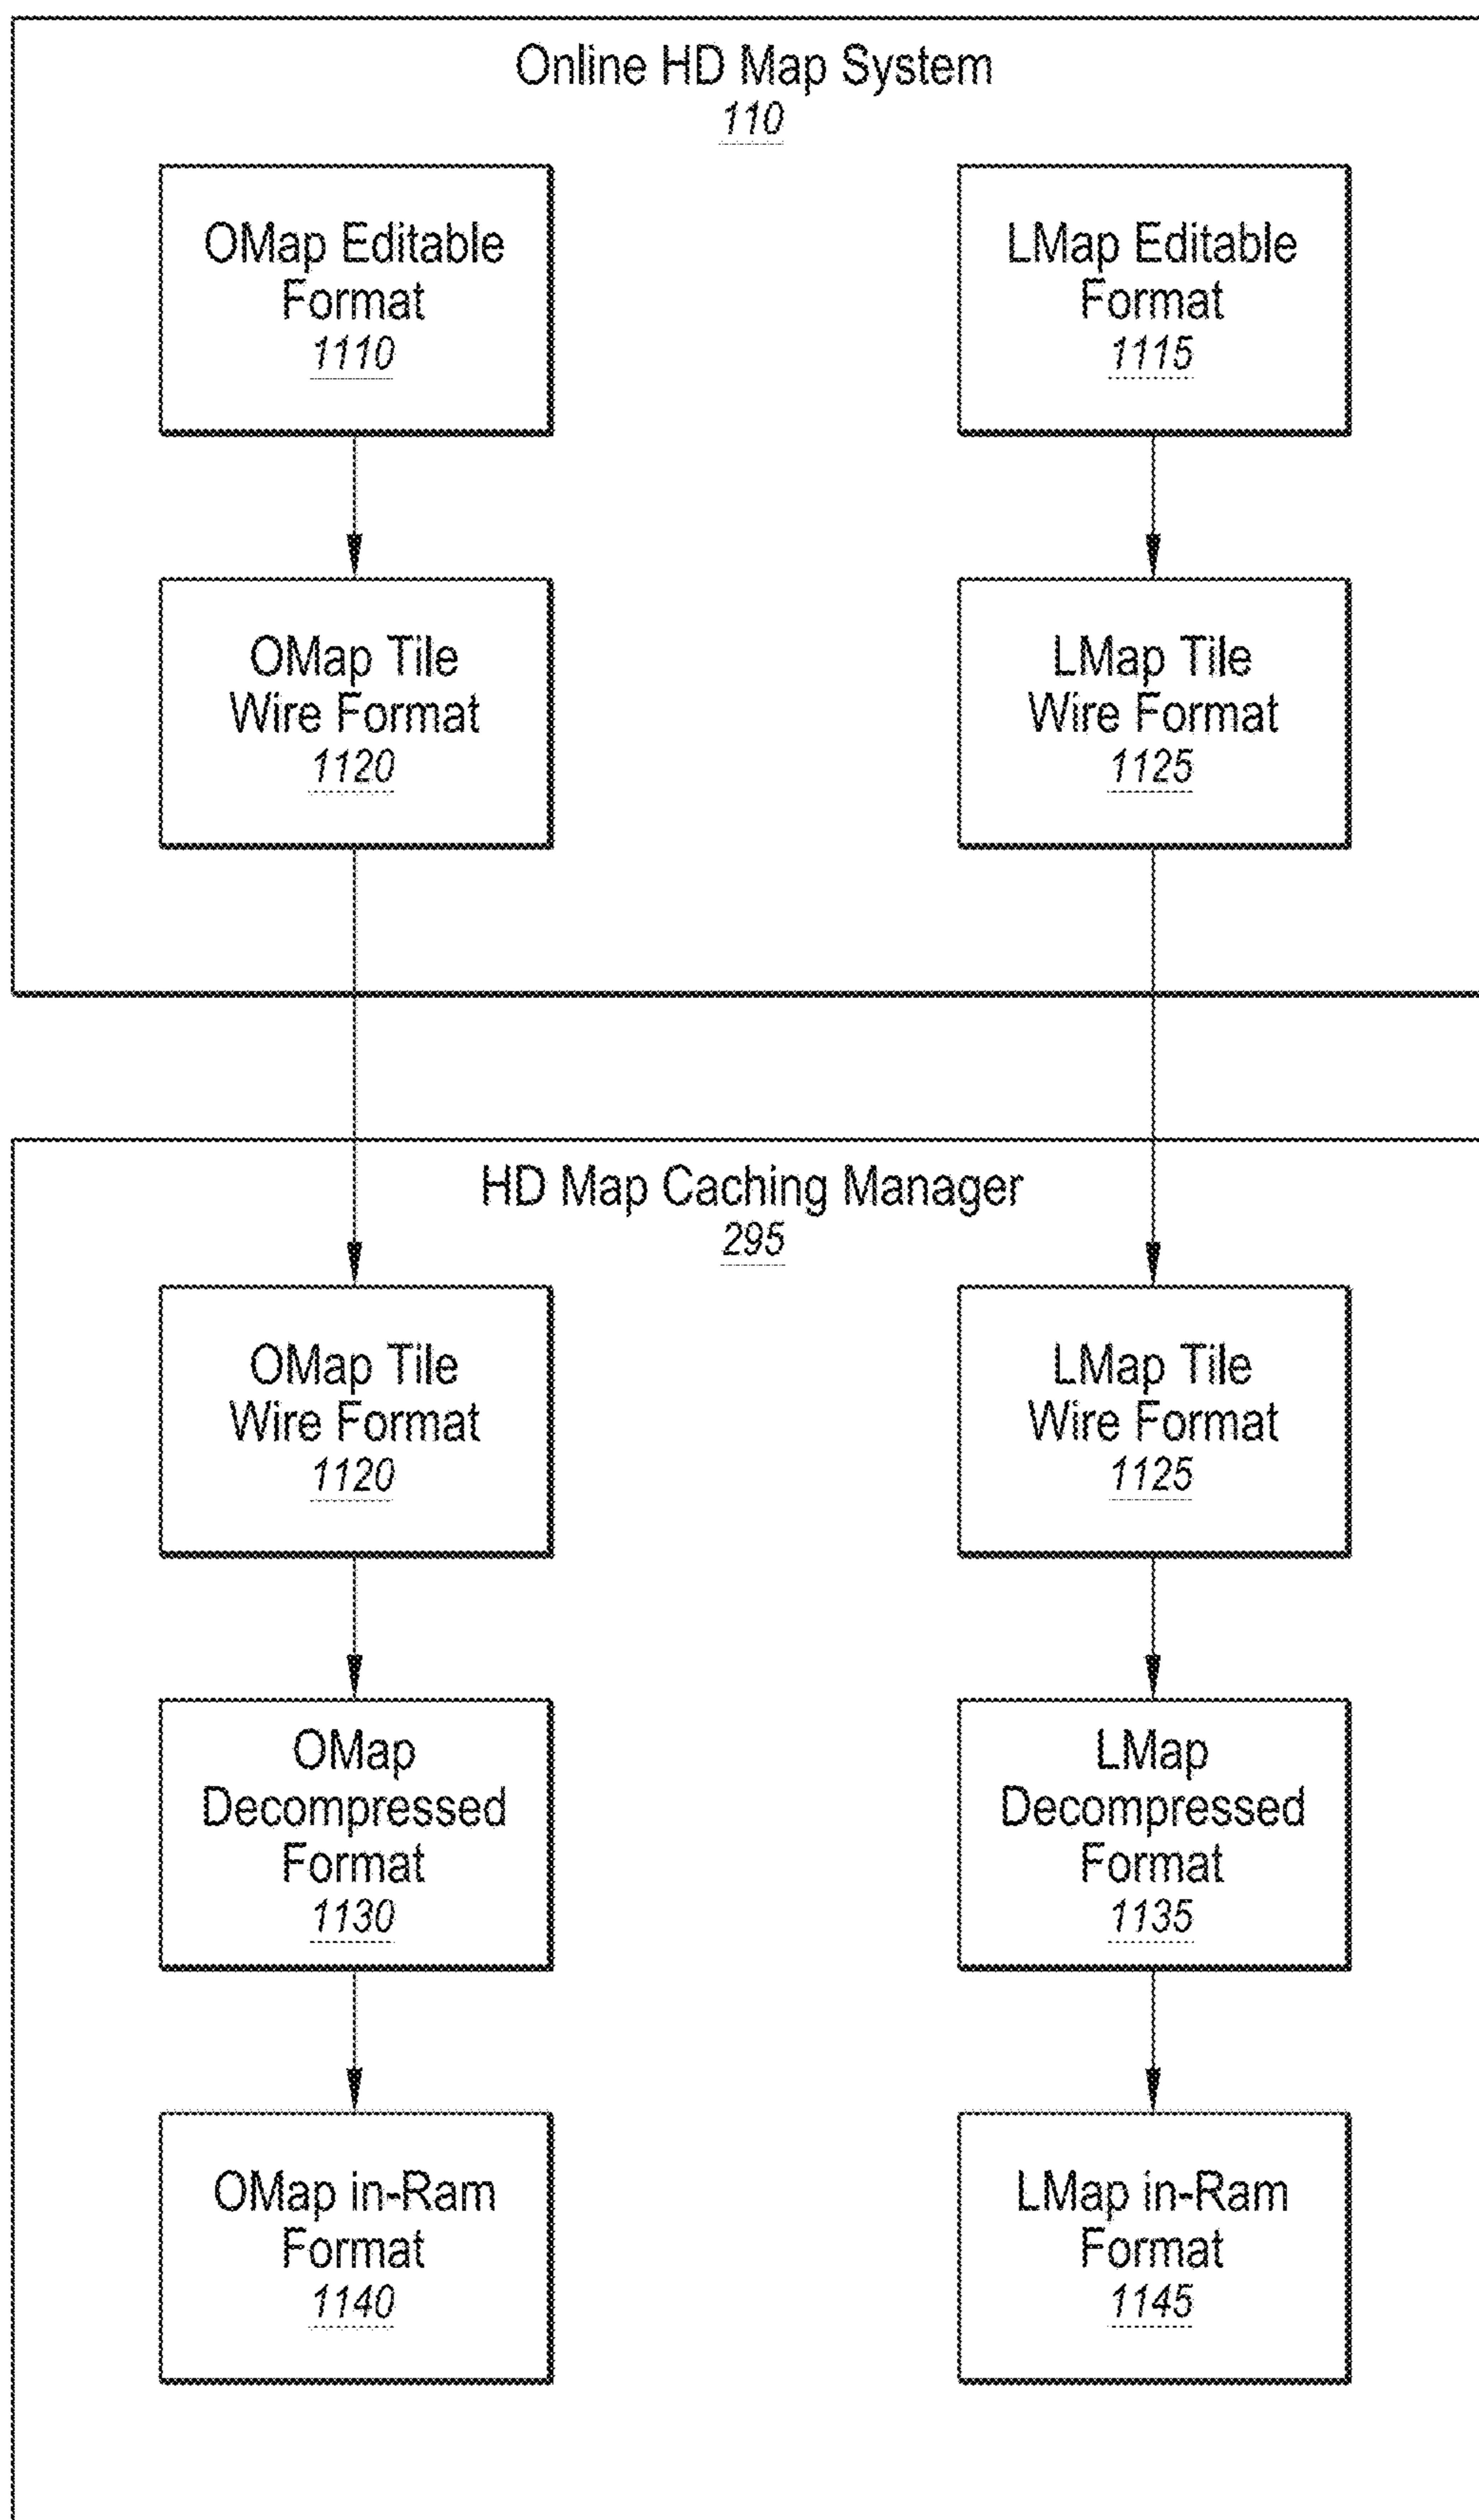 Online HD Map System
110
OMap Editable
Format
1110
LMap Editable
Format
1115
OMap Tile
Wire Format
1120
LMap Tile
Wire Format
1125
HD Map Caching Manager
295
OMap Tile
Wire Format
1120
LMap Tile
Wire Format
1125
OMap
Decompressed
Format
1130
LMap
Decompressed
Format
1135
OMap in-Ram
Format
1140
LMap in-Ram
Format
1145